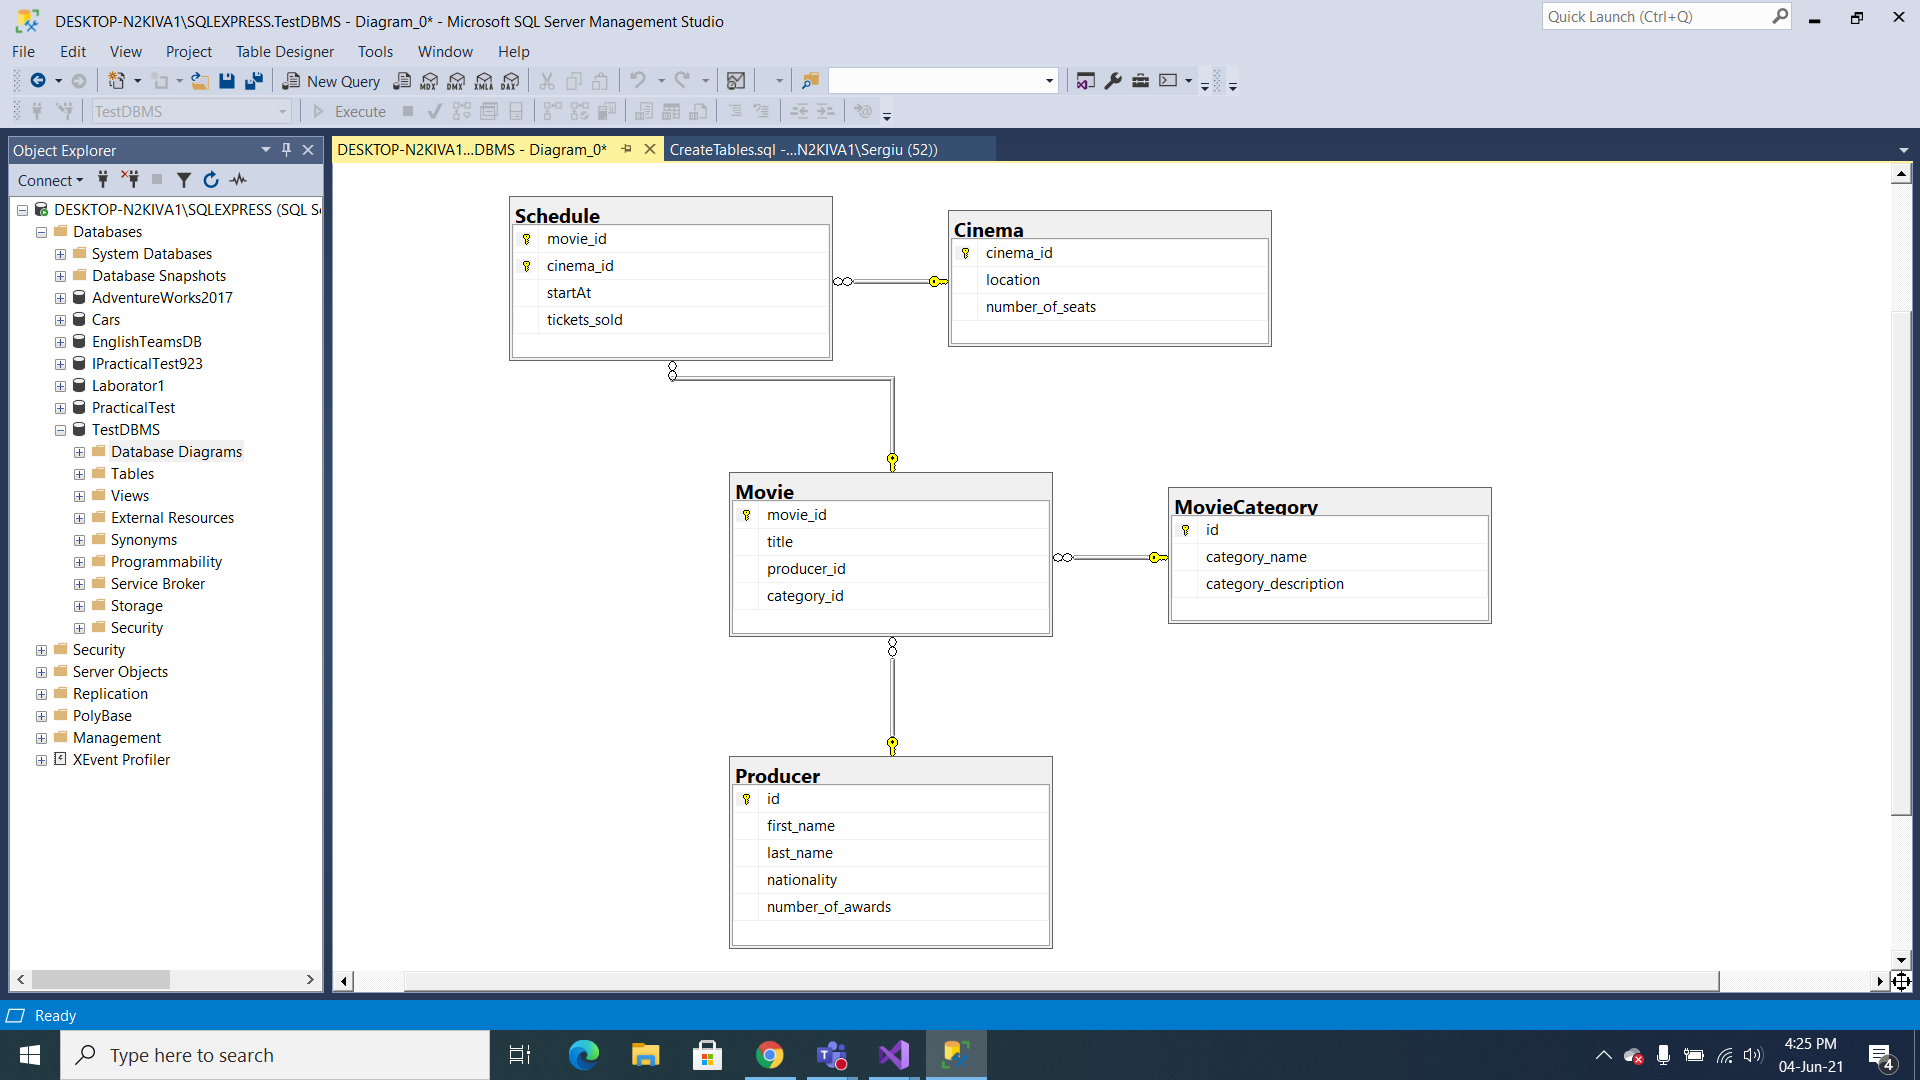 DESKTOP-N2KIVA1\SQLEXPRESS.TestDBMS - Diagram_0* - Microsoft SQL Server Management Studio
Quick Launch (Ctrl+Q)
File Edit View Project Table Designer Tools Window Help
New Query MDX DMX XMLA DAX
TestDBMS Execute
Object Explorer
DESKTOP-N2KIVA1...DBMS - Diagram_0*
CreateTables.sql -...N2KIVA1\Sergiu (52))
Connect
DESKTOP-N2KIVA1\SQLEXPRESS (SQL S
Databases
System Databases
Database Snapshots
AdventureWorks2017
Cars
EnglishTeamsDB
IPracticalTest923
Laborator1
PracticalTest
TestDBMS
Database Diagrams
Tables
Views
External Resources
Synonyms
Programmability
Service Broker
Storage
Security
Security
Server Objects
Replication
PolyBase
Management
XEvent Profiler
Schedule
movie_id
cinema_id
startAt
tickets_sold
Cinema
cinema_id
location
number_of_seats
Movie
movie_id
title
producer_id
category_id
MovieCategory
id
category_name
category_description
Producer
id
first_name
last_name
nationality
number_of_awards
Ready
Type here to search
4:25 PM
04-Jun-21
4